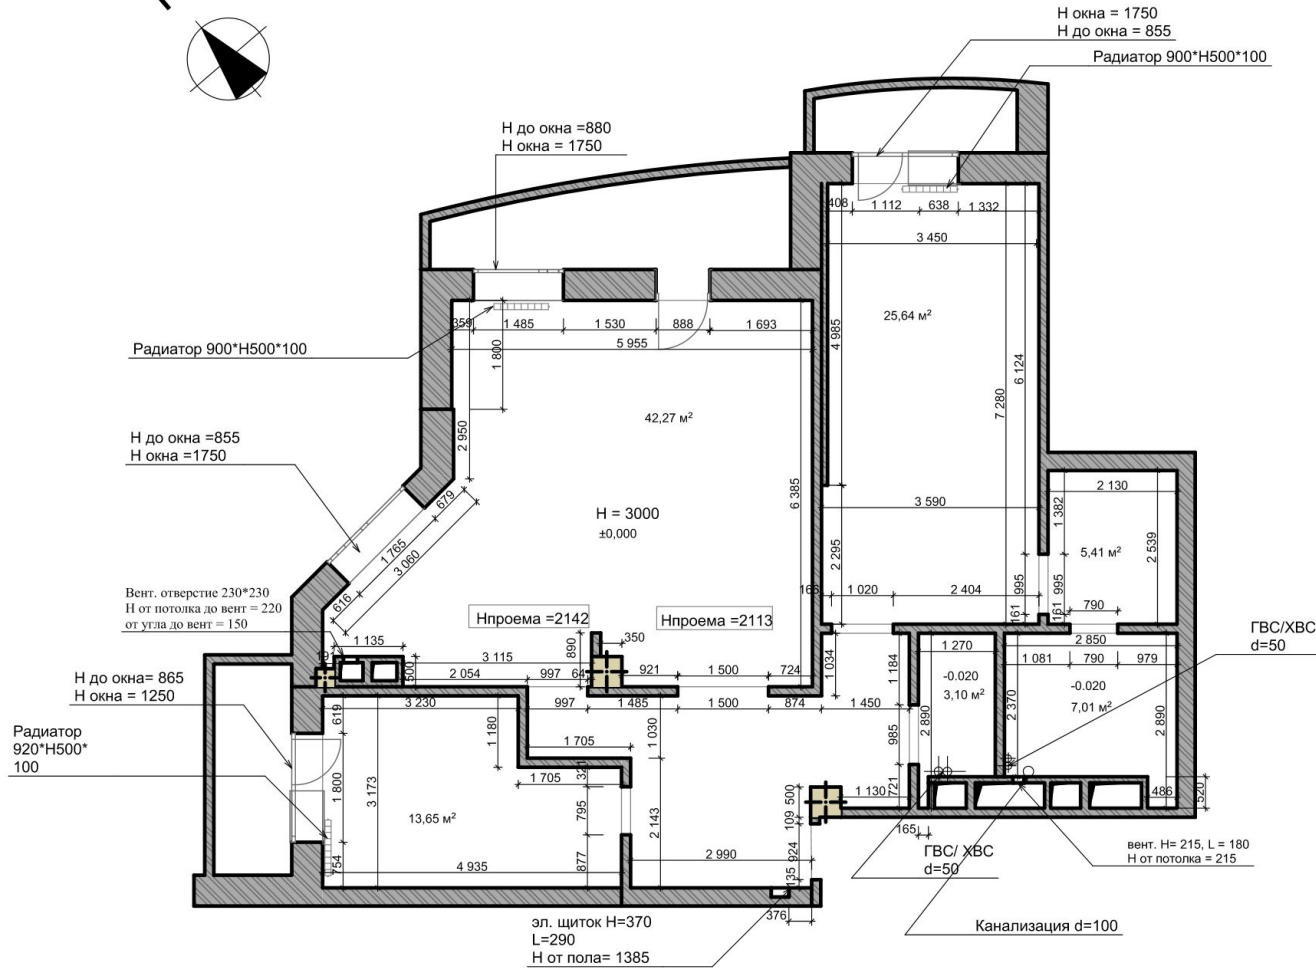 Н окна = 1750
Н до окна = 855
Радиатор 900*Н500*100
Н до окна =880
Н окна = 1750
408
1 112
638
1 332
3 450
25,64 м²
4 985
6 124
7 280
359
1 485
1 530
888
1 693
5 955
1 800
Радиатор 900*Н500*100
42,27 м²
2 950
Н до окна =855
Н окна =1750
679
1 765
3 060
616
6 385
Н = 3000
±0,000
3 590
2 130
1 382
2 539
5,41 м²
2 295
166
1 020
2 404
995
995
161
161
790
Вент. отверстие 230*230
Н от потолка до вент = 220
от угла до вент = 150
Нпроема =2142
Нпроема =2113
1 135
890
350
2 850
1 081
790
979
ГВС/ХВС
d=50
191
500
3 115
2 054
997
64
921
1 500
724
1 034
1 184
1 270
-0.020
3,10 м²
2 370
-0.020
7,01 м²
2 890
2 890
Н до окна= 865
Н окна = 1250
619
3 230
997
1 485
1 500
874
1 450
1 180
1 030
985
Радиатор
920*Н500*
100
1 705
1 705
321
1 800
3 173
795
2 143
13,65 м²
4 935
754
877
2 990
500
109
924
135
1 130
721
486
520
165
ГВС/ ХВС
d=50
вент. Н= 215, L = 180
Н от потолка = 215
376
эл. щиток Н=370
L=290
Н от пола= 1385
Канализация d=100